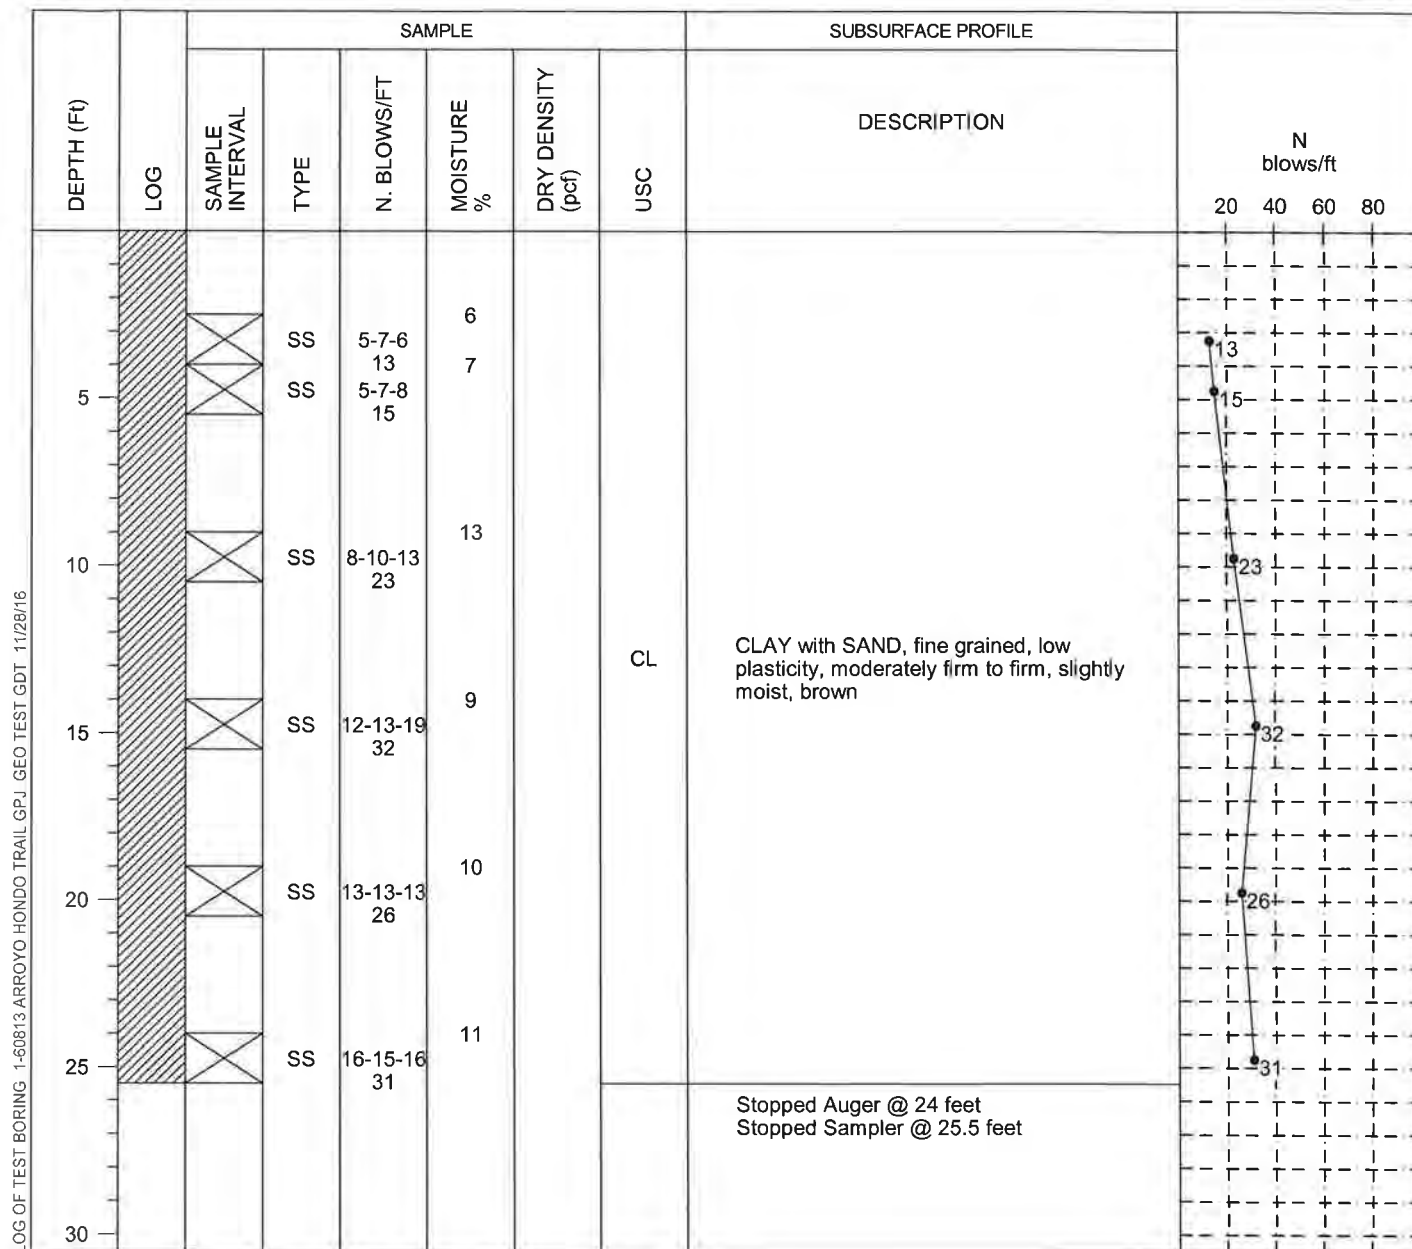 SAMPLE
SUBSURFACE PROFILE
DEPTH (Ft)
LOG
SAMPLE
INTERVAL
TYPE
N. BLOWS/FT
MOISTURE
%
DRY DENSITY
(pcf)
USC
DESCRIPTION
N
blows/ft
20 40 60 80
6
SS 5-7-6
13
13
7
5
SS 5-7-8
15
15
13
10
SS 8-10-13
23
23
CL
CLAY with SAND, fine grained, low
plasticity, moderately firm to firm, slightly
moist, brown
9
15
SS 12-13-19
32
32
10
20
SS 13-13-13
26
26
11
25
SS 16-15-16
31
31
Stopped Auger @ 24 feet
Stopped Sampler @ 25.5 feet
30
LOG OF TEST BORING 1-60813 ARROYO HONDO TRAIL GPJ GEO TEST GDT 11/28/16